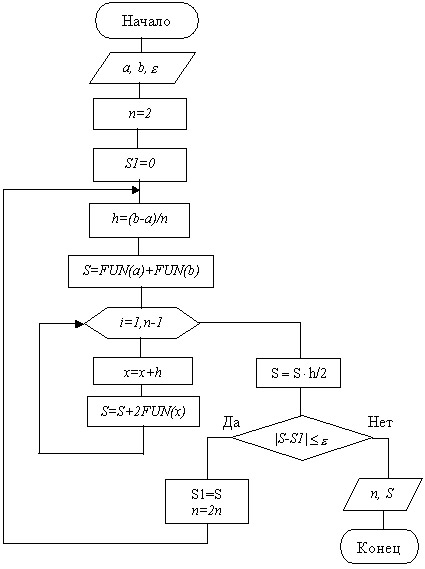 Начало
a, b, ε
n=2
S1=0
h=(b-a)/n
S=FUN(a)+FUN(b)
i=1,n-1
x=x+h
S=S+2FUN(x)
S = S · h/2
Да
Нет
|S-S1| ≤ ε
S1=S
n=2n
n, S
Конец